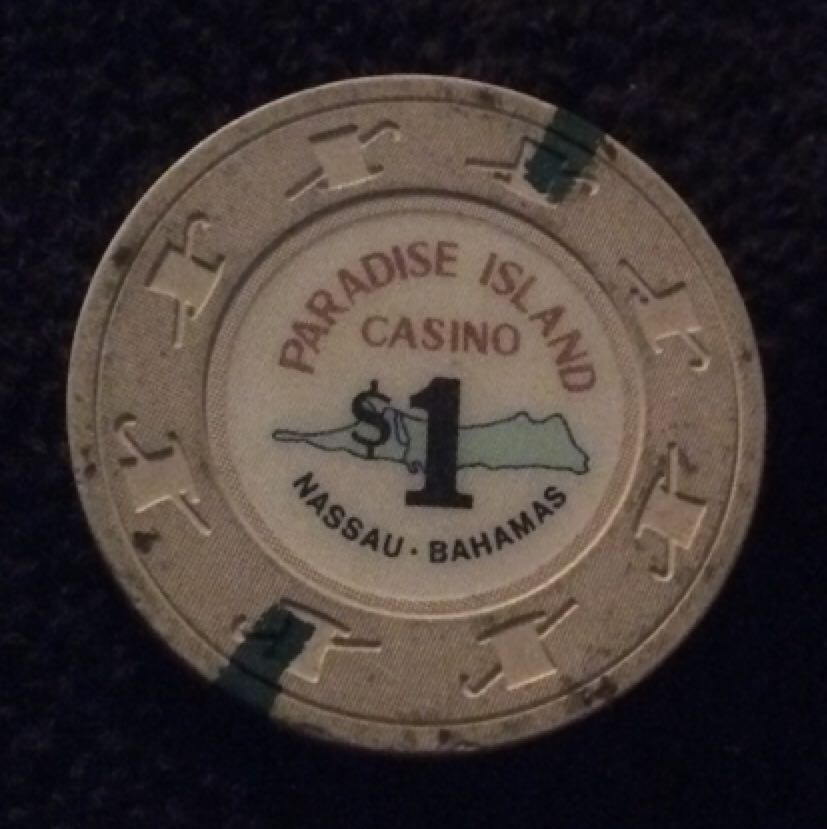 PARADISE ISLAND
CASINO
$1
NASSAU · BAHAMAS